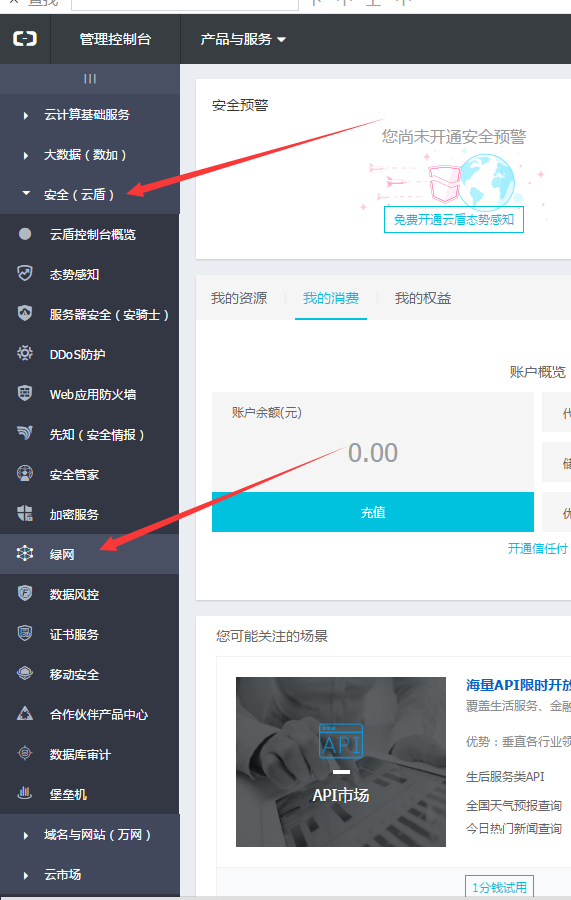 管理控制台
产品与服务
云计算基础服务
大数据（数加）
安全（云盾）
云盾控制台概览
态势感知
服务器安全（安骑士）
DDoS防护
Web应用防火墙
先知（安全情报）
安全管家
加密服务
绿网
数据风控
证书服务
移动安全
合作伙伴产品中心
数据库审计
堡垒机
域名与网站（万网）
云市场
安全预警
您尚未开通安全预警
免费开通云盾态势感知
我的资源
我的消费
我的权益
账户概览
账户余额(元)
0.00
充值
开通信任付
您可能关注的场景
API
API市场
海量API限时开放
覆盖生活服务、金融
优势：垂直各行业领
生后服务类API
全国天气预报查询
今日热门新闻查询
1分钱试用